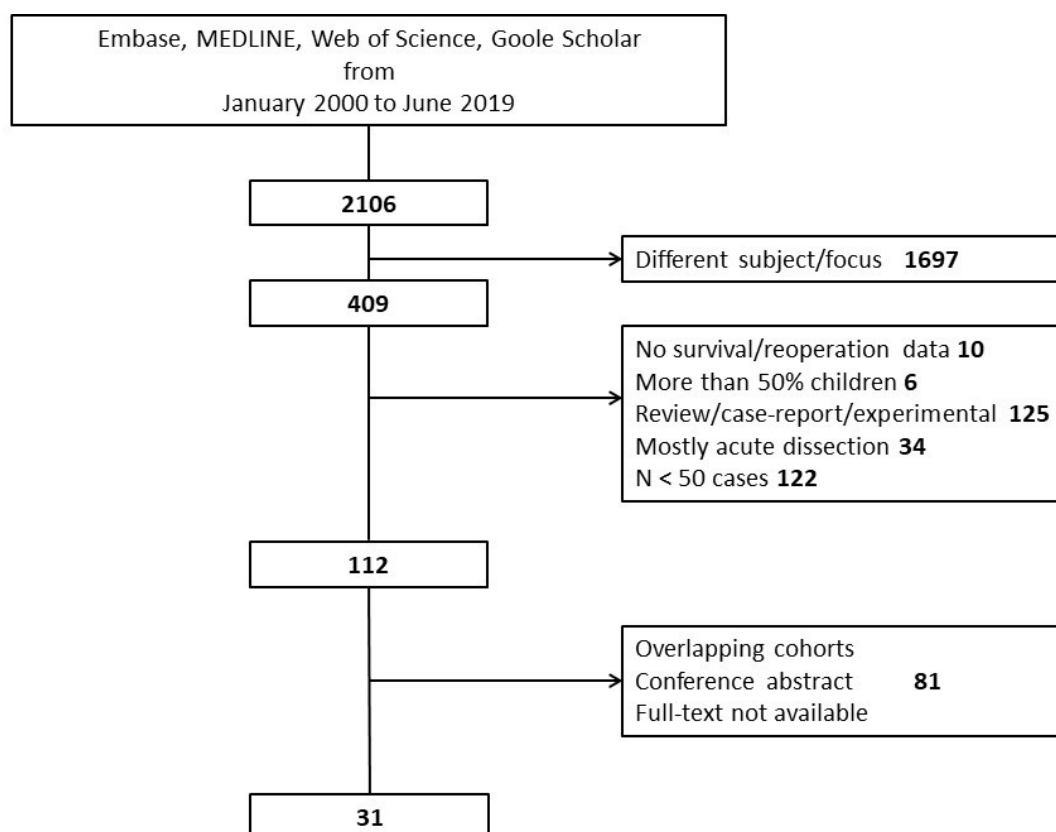 Embase, MEDLINE, Web of Science, Goole Scholar
from
January 2000 to June 2019
2106
Different subject/focus 1697
409
No survival/reoperation data 10
More than 50% children 6
Review/case-report/experimental 125
Mostly acute dissection 34
N < 50 cases 122
112
Overlapping cohorts
Conference abstract 81
Full-text not available
31